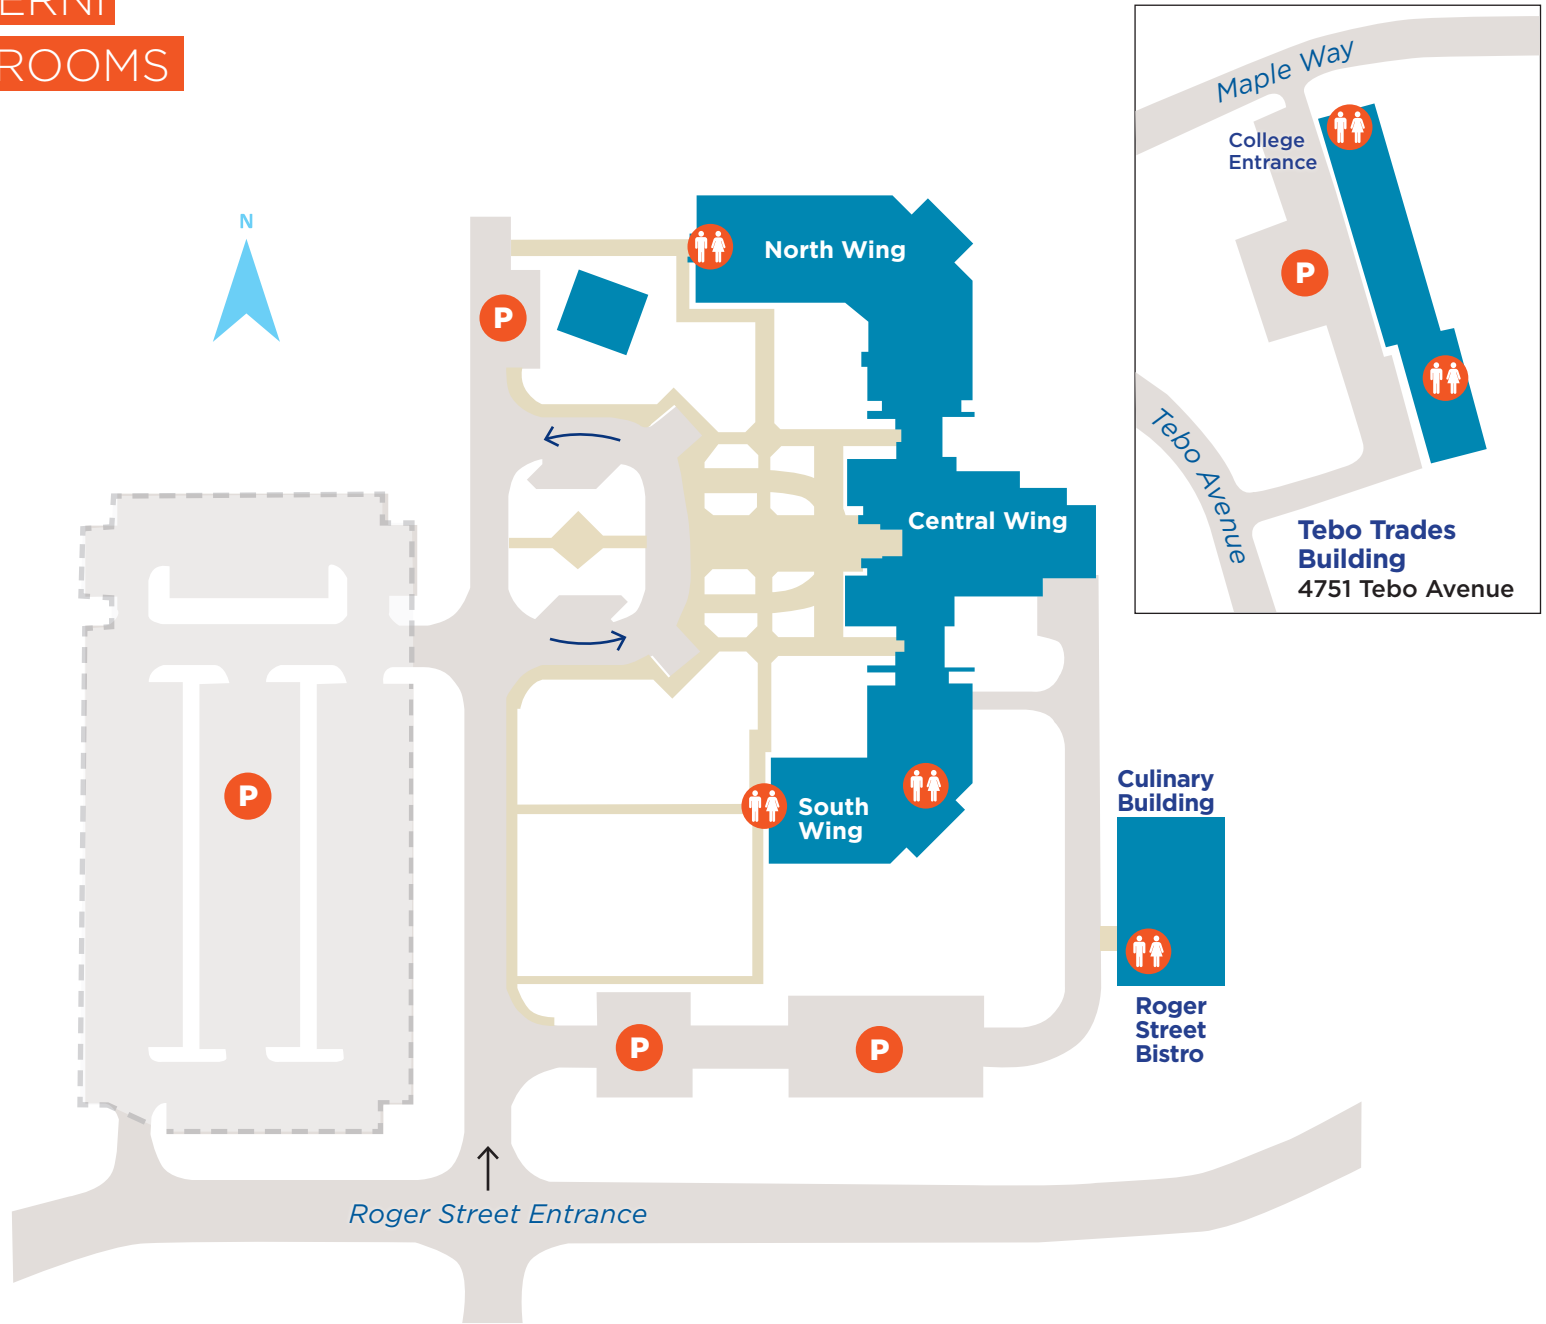 ROOMS
N
North Wing
P
Central Wing
P
South
Wing
Culinary
Building
Roger
Street
Bistro
P
P
Roger Street Entrance
Maple Way
College
Entrance
P
Tebo Avenue
Tebo Trades
Building
4751 Tebo Avenue